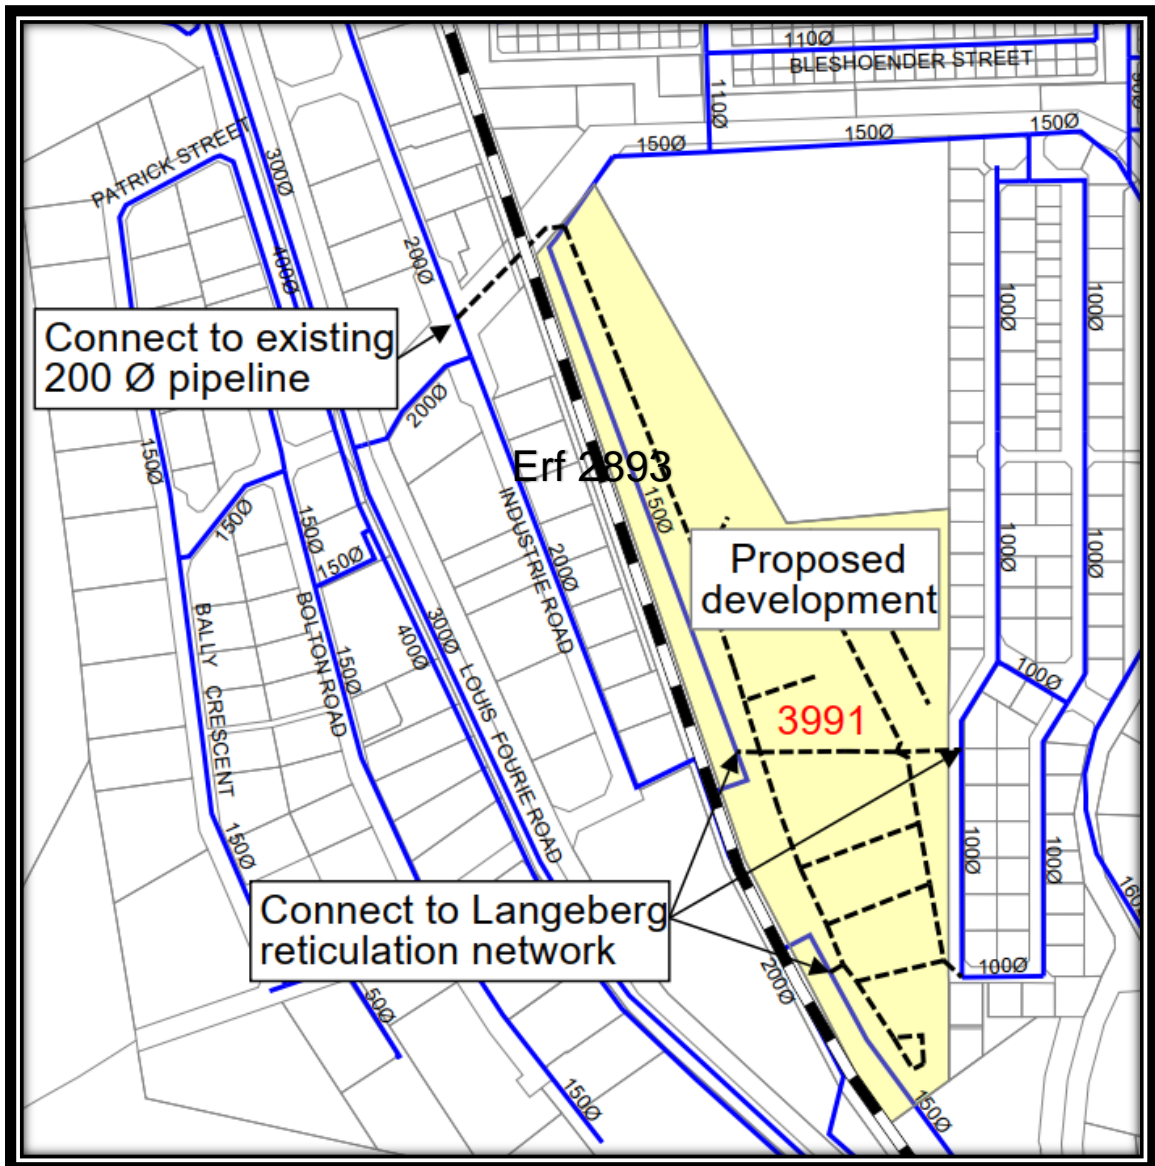 110Ø
BLESHOENDER STREET
110Ø
150Ø
150Ø
150Ø
PATRICK STREET
300Ø
400Ø
200Ø
100Ø
100Ø
Connect to existing
200 Ø pipeline
200Ø
150Ø
Erf 2893
150Ø
150Ø
150Ø
150Ø
INDUSTRIE ROAD
200Ø
Proposed
development
100Ø
100Ø
BALLY CRESCENT
BOLTON ROAD
150Ø
400Ø
300Ø
LOUIS FOURIE ROAD
100Ø
3991
150Ø
100Ø
100Ø
Connect to Langeberg
reticulation network
200Ø
100Ø
50Ø
150Ø
150Ø